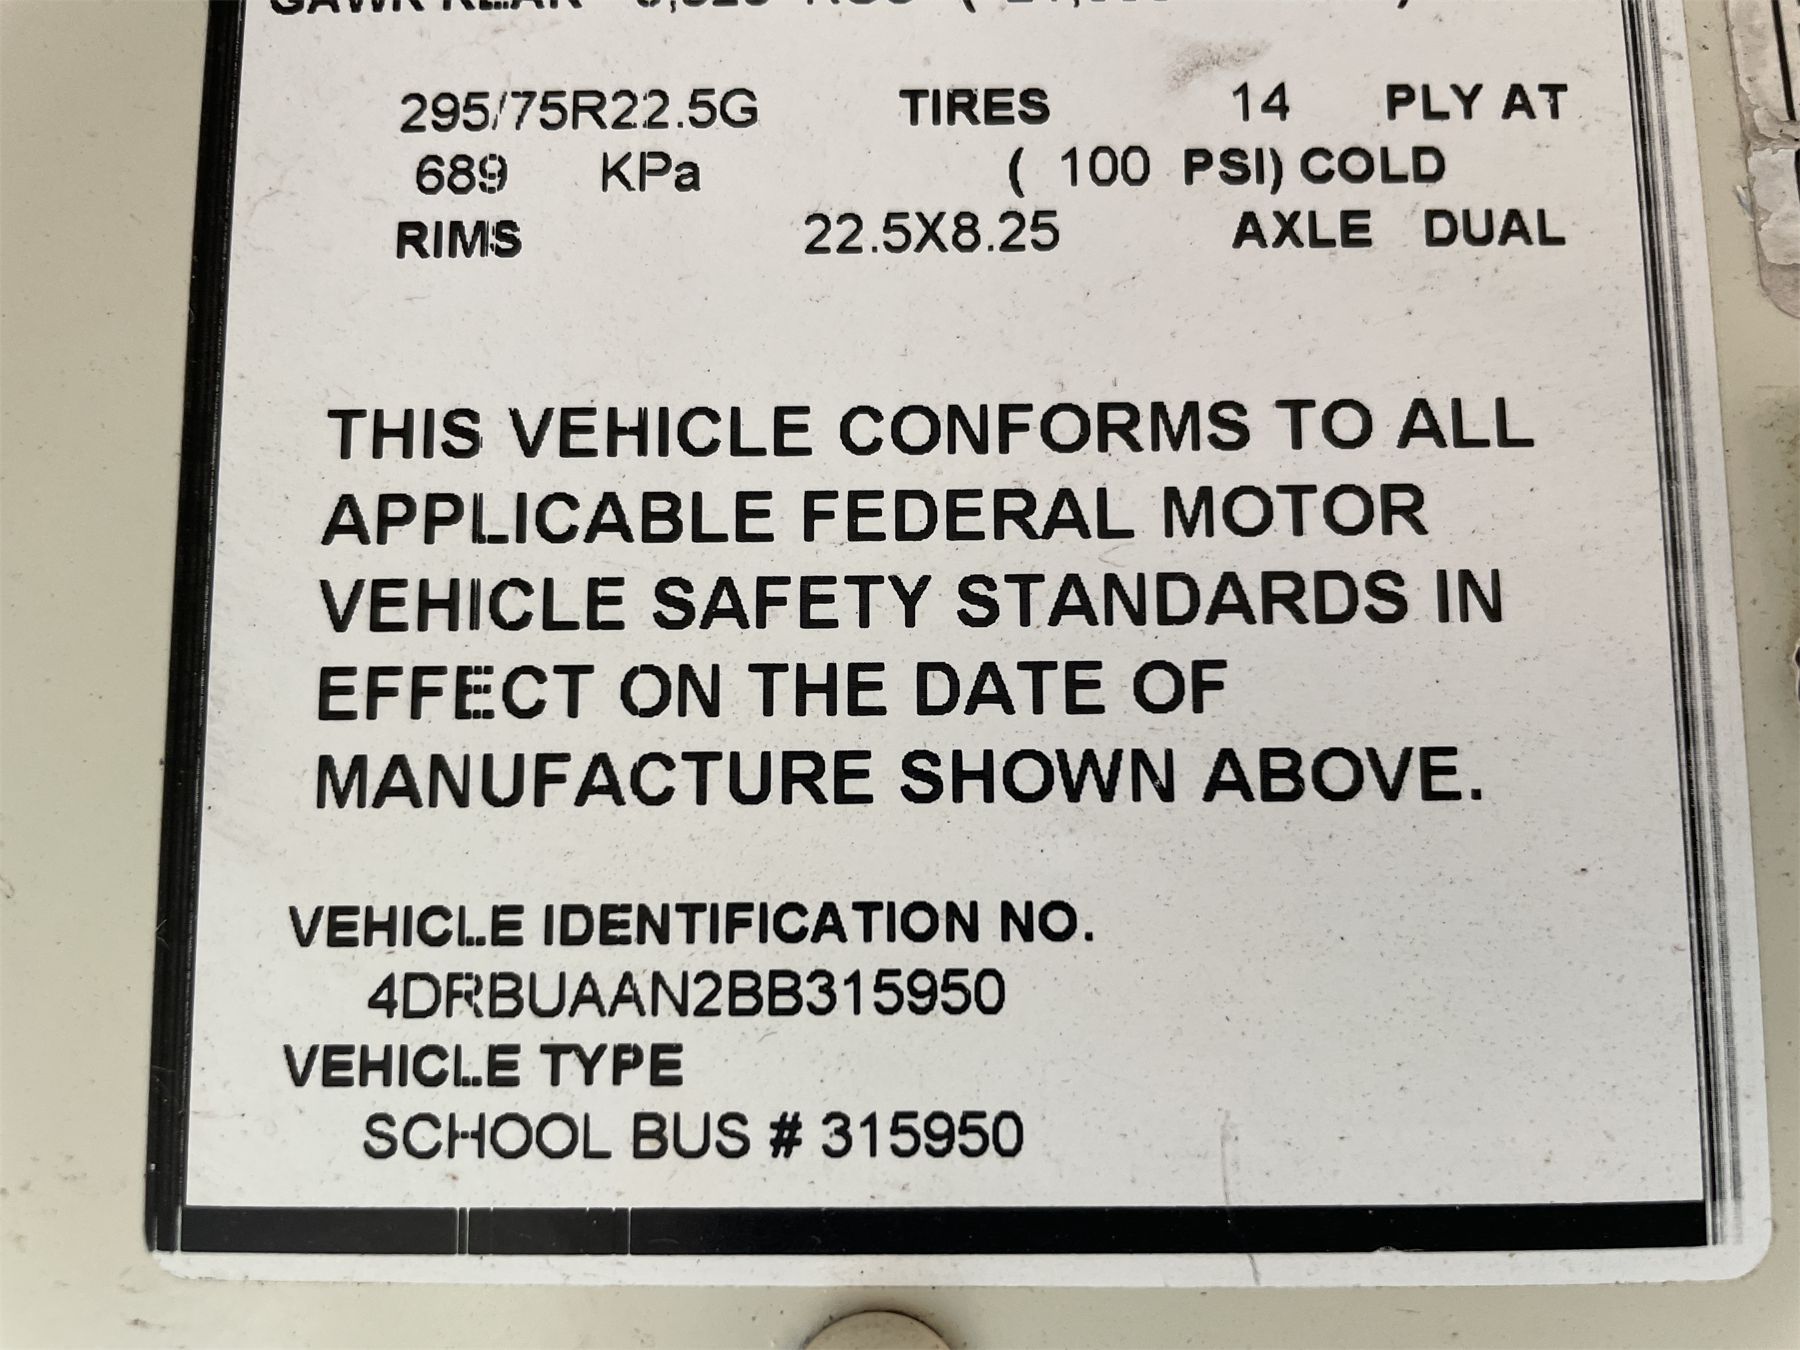 295/75R22.5G TIRES 14 PLY AT
689 KPa ( 100 PSI) COLD
RIMS 22.5X8.25 AXLE DUAL
THIS VEHICLE CONFORMS TO ALL
APPLICABLE FEDERAL MOTOR
VEHICLE SAFETY STANDARDS IN
EFFECT ON THE DATE OF
MANUFACTURE SHOWN ABOVE.
VEHICLE IDENTIFICATION NO.
4DRBUAAN2BB315950
VEHICLE TYPE
SCHOOL BUS # 315950